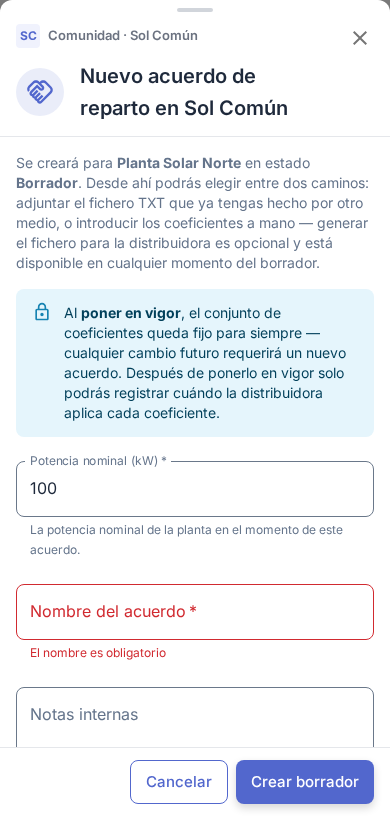 SC Comunidad · Sol Común
Nuevo acuerdo de
reparto en Sol Común
Se creará para Planta Solar Norte en estado
Borrador. Desde ahí podrás elegir entre dos caminos:
adjuntar el fichero TXT que ya tengas hecho por otro
medio, o introducir los coeficientes a mano — generar
el fichero para la distribuidora es opcional y está
disponible en cualquier momento del borrador.
Al poner en vigor, el conjunto de
coeficientes queda fijo para siempre —
cualquier cambio futuro requerirá un nuevo
acuerdo. Después de ponerlo en vigor solo
podrás registrar cuándo la distribuidora
aplica cada coeficiente.
Potencia nominal (kW) *
100
La potencia nominal de la planta en el momento de este
acuerdo.
Nombre del acuerdo *
El nombre es obligatorio
Notas internas
Cancelar Crear borrador